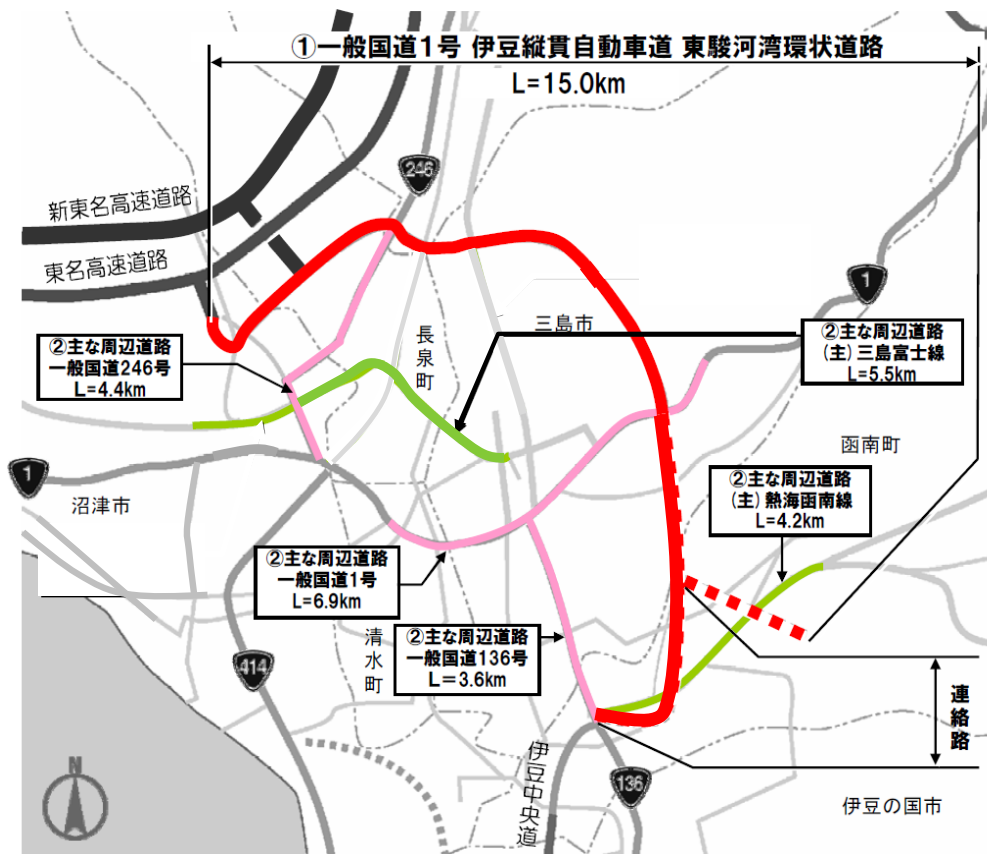 ①一般国道1号 伊豆縦貫自動車道 東駿河湾環状道路
L=15.0km
246
新東名高速道路
東名高速道路
1
②主な周辺道路
一般国道246号
L=4.4km
長泉町
三島市
②主な周辺道路
(主)三島富士線
L=5.5km
函南町
1
沼津市
②主な周辺道路
(主)熱海函南線
L=4.2km
②主な周辺道路
一般国道1号
L=6.9km
②主な周辺道路
一般国道136号
L=3.6km
清水町
414
連絡路
伊豆中央道
136
伊豆の国市
N